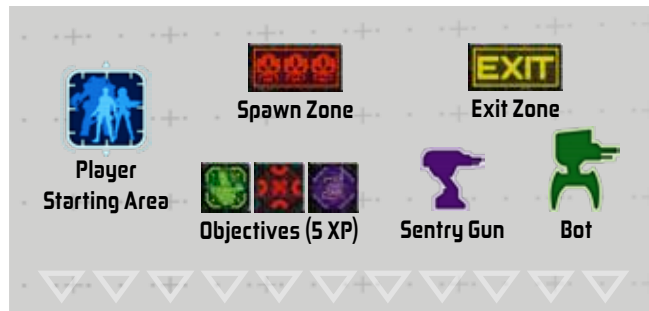 Spawn Zone
EXIT
Exit Zone
Player
Starting Area
Objectives (5 XP)
Sentry Gun
Bot